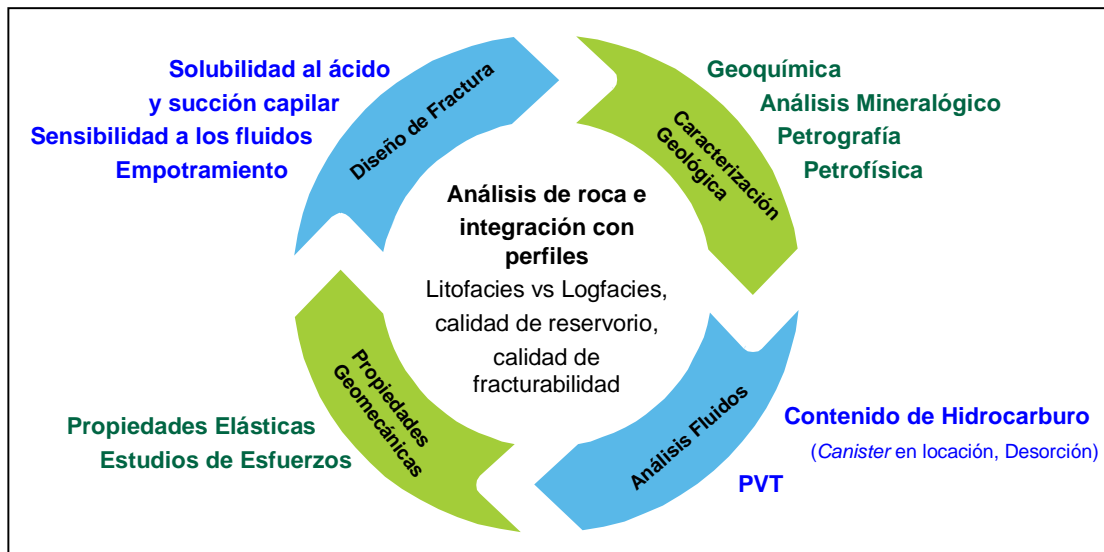 Solubilidad al ácido
y succión capilar
Sensibilidad a los fluidos
Empotramiento
Diseño de Fractura
Caracterización
Geológica
Geoquímica
Análisis Mineralógico
Petrografía
Petrofísica
Análisis de roca e
integración con
perfiles
Litofacies vs Logfacies,
calidad de reservorio,
calidad de
fracturabilidad
Propiedades
Geomecánicas
Propiedades Elásticas
Estudios de Esfuerzos
Análisis Fluidos
Contenido de Hidrocarburo
(Canister en locación, Desorción)
PVT